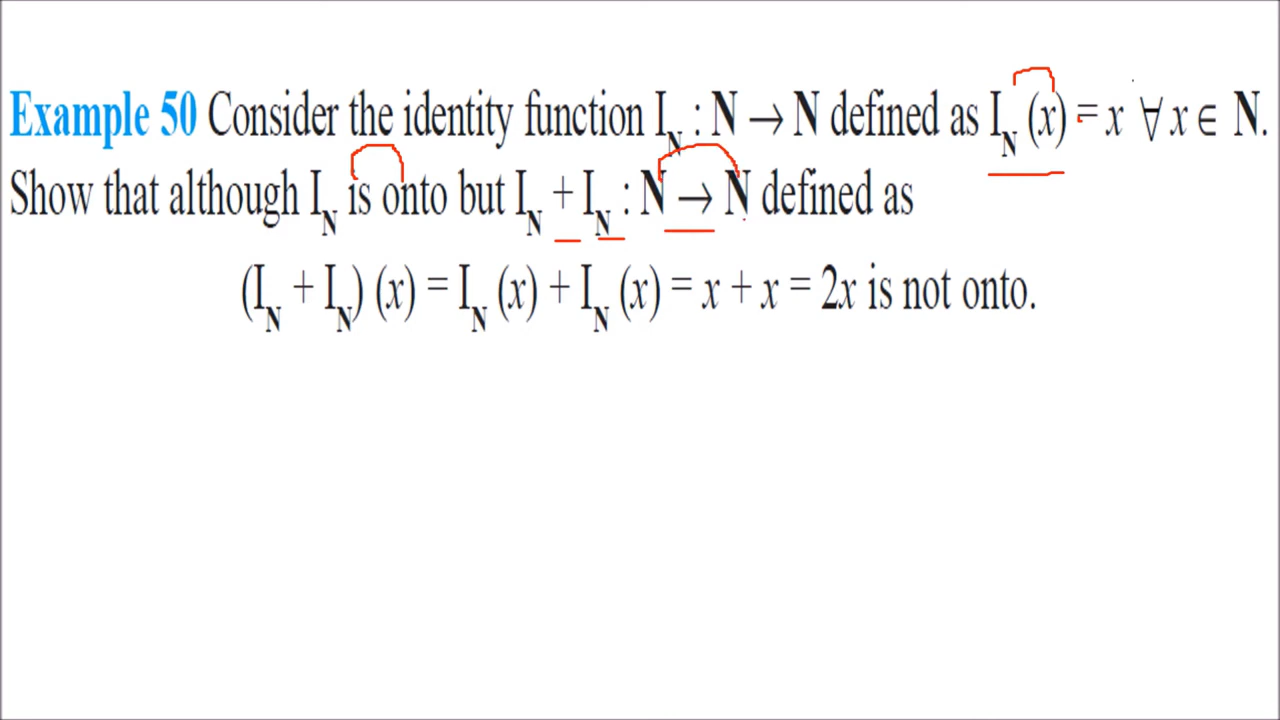 Example 50 Consider the identity function I_N : N → N defined as I_N (x) = x ∀ x ∈ N.
Show that although I_N is onto but I_N + I_N : N → N defined as
(I_N + I_N) (x) = I_N (x) + I_N (x) = x + x = 2x is not onto.